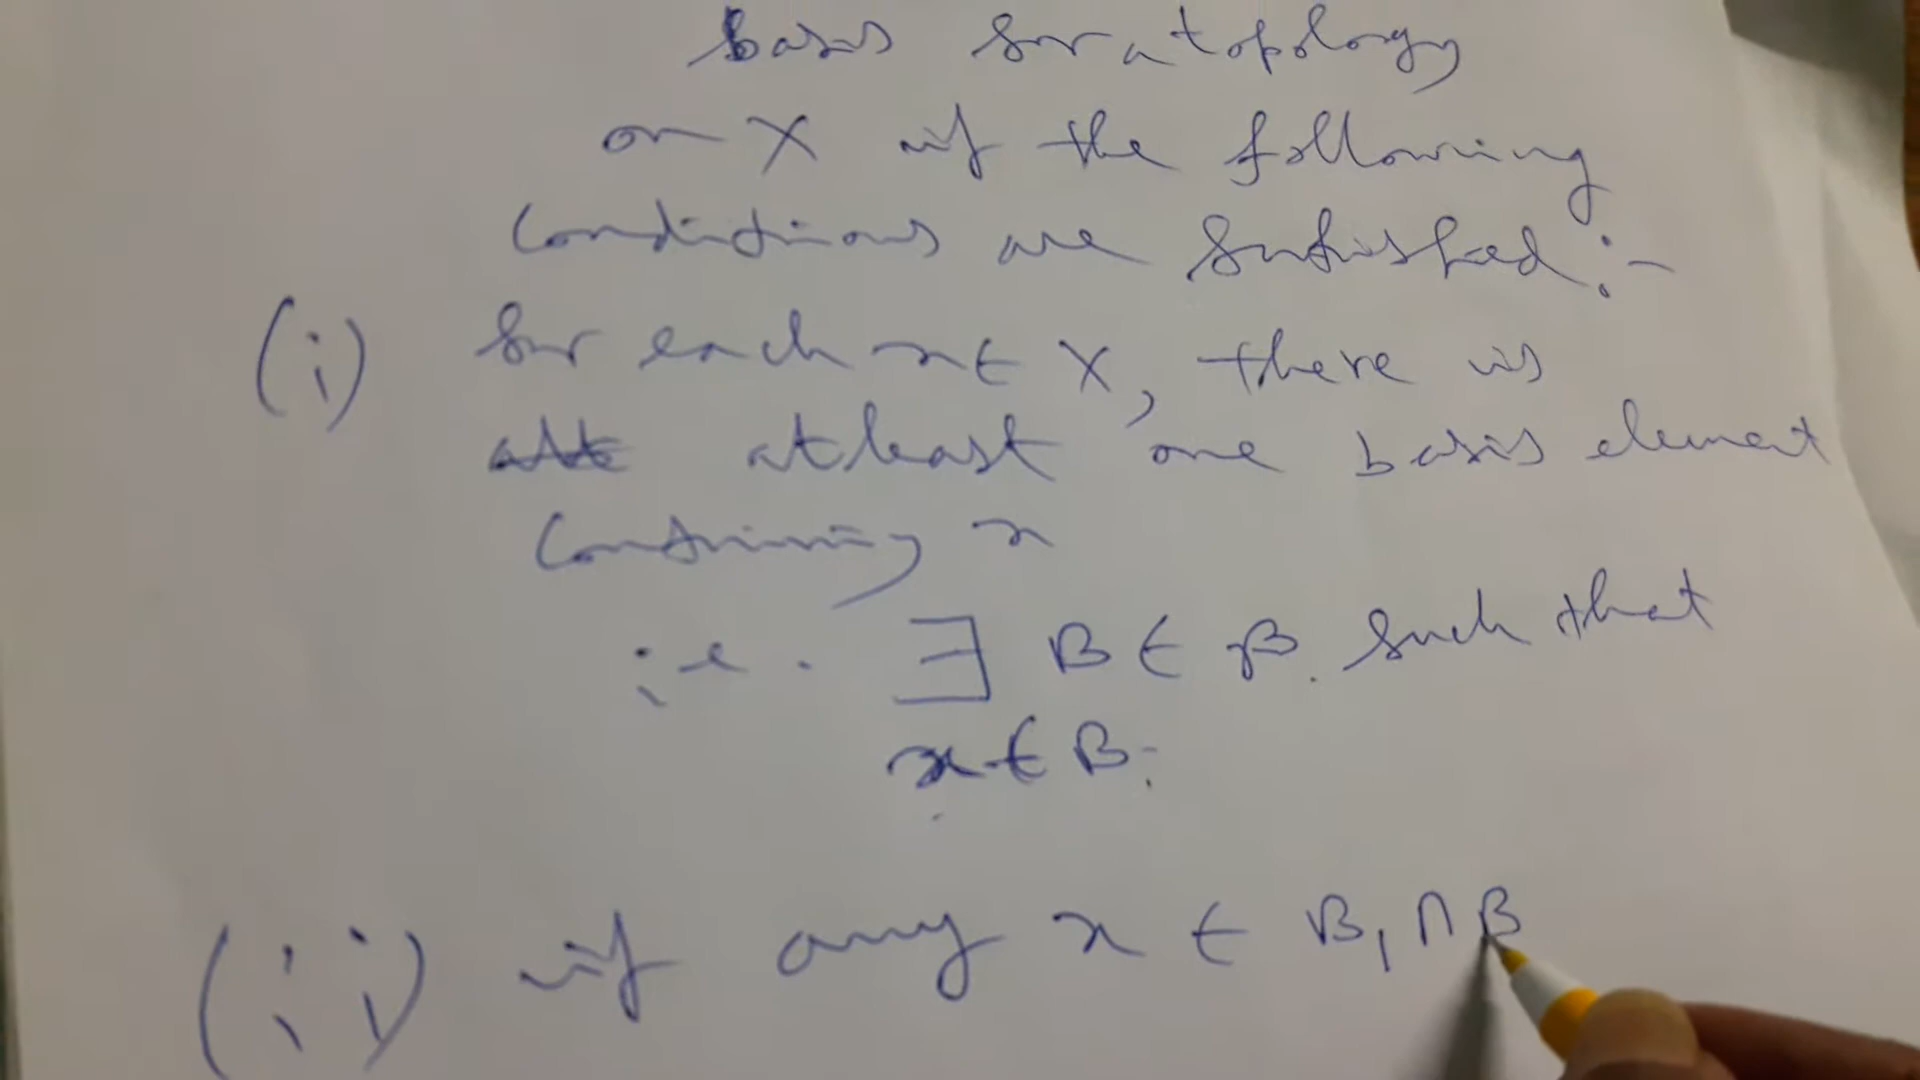 basis for a topology
on X if the following
conditions are satisfied :-
(i) for each x ∈ X, there is
atleast one basis element
containing x
i.e. ∃ B ∈ β such that
x ∈ B.
(ii) if any x ∈ B₁ ∩ B